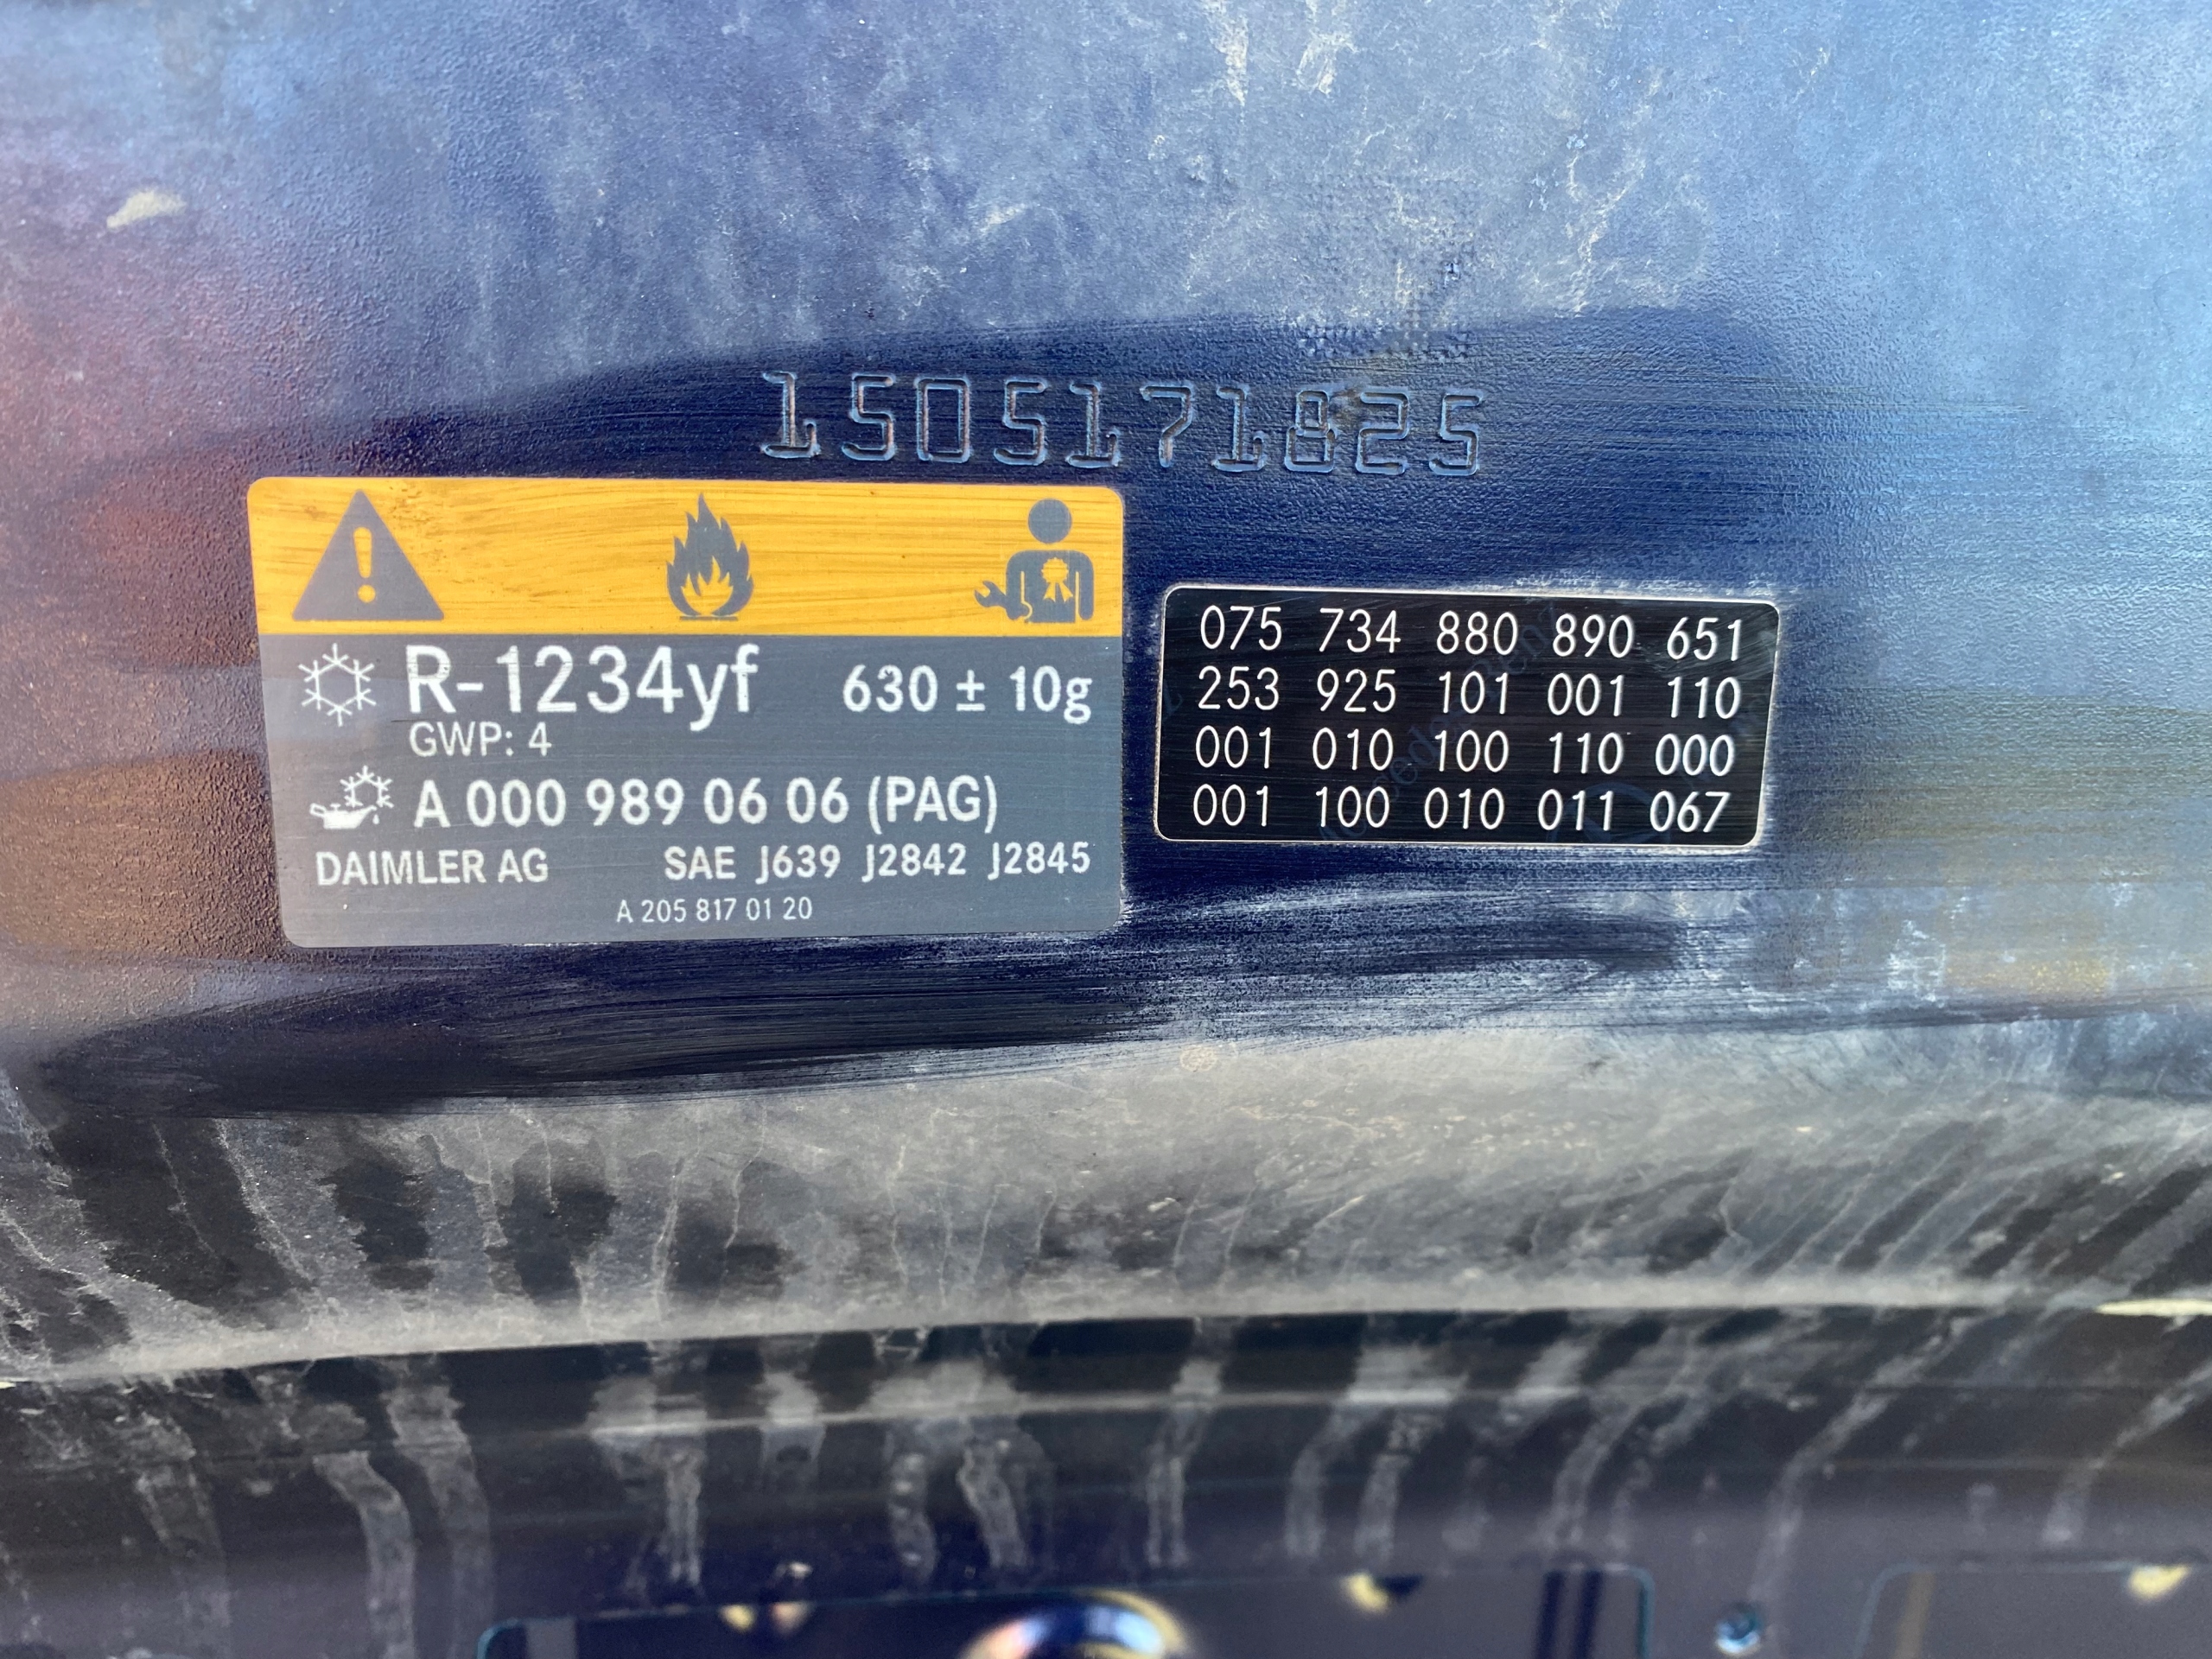 1505171825
R-1234yf 630 ± 10g
GWP: 4
A 000 989 06 06 (PAG)
DAIMLER AG SAE J639 J2842 J2845
A 205 817 01 20
075 734 880 890 651
253 925 101 001 110
001 010 100 110 000
001 100 010 011 067